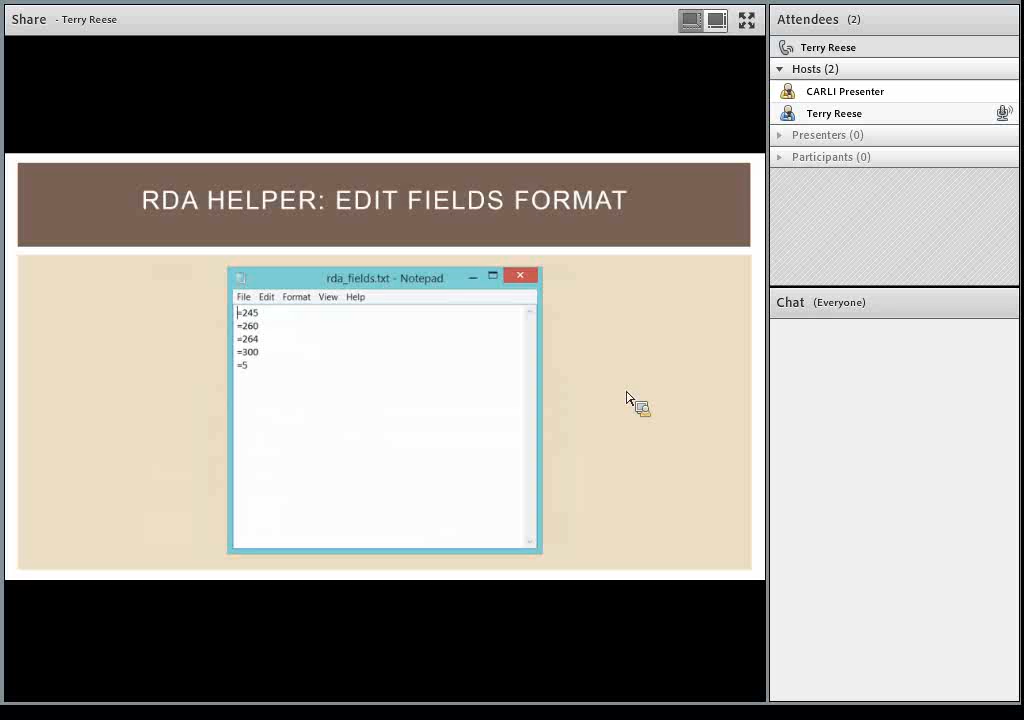 Share - Terry Reese
RDA HELPER: EDIT FIELDS FORMAT
rda_fields.txt - Notepad
File Edit Format View Help
=245
=260
=264
=300
=5
Attendees (2)
Terry Reese
Hosts (2)
CARLI Presenter
Terry Reese
Presenters (0)
Participants (0)
Chat (Everyone)